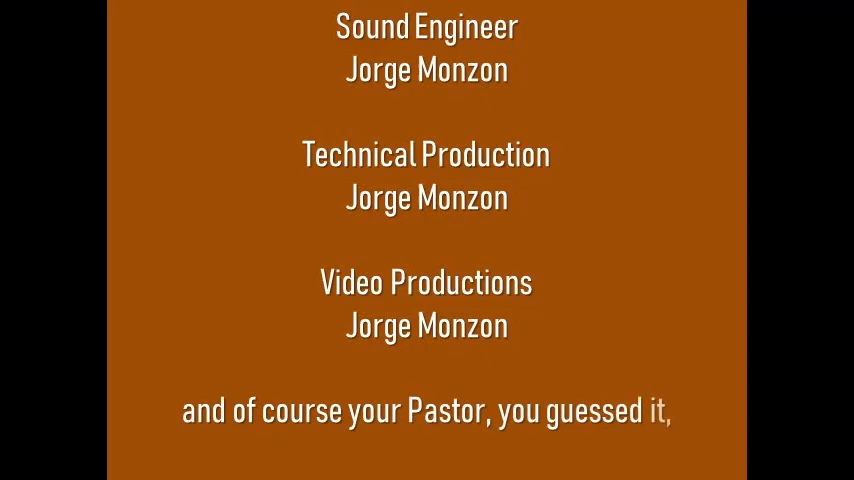 Sound Engineer
Jorge Monzon
Technical Production
Jorge Monzon
Video Productions
Jorge Monzon
and of course your Pastor, you guessed it,